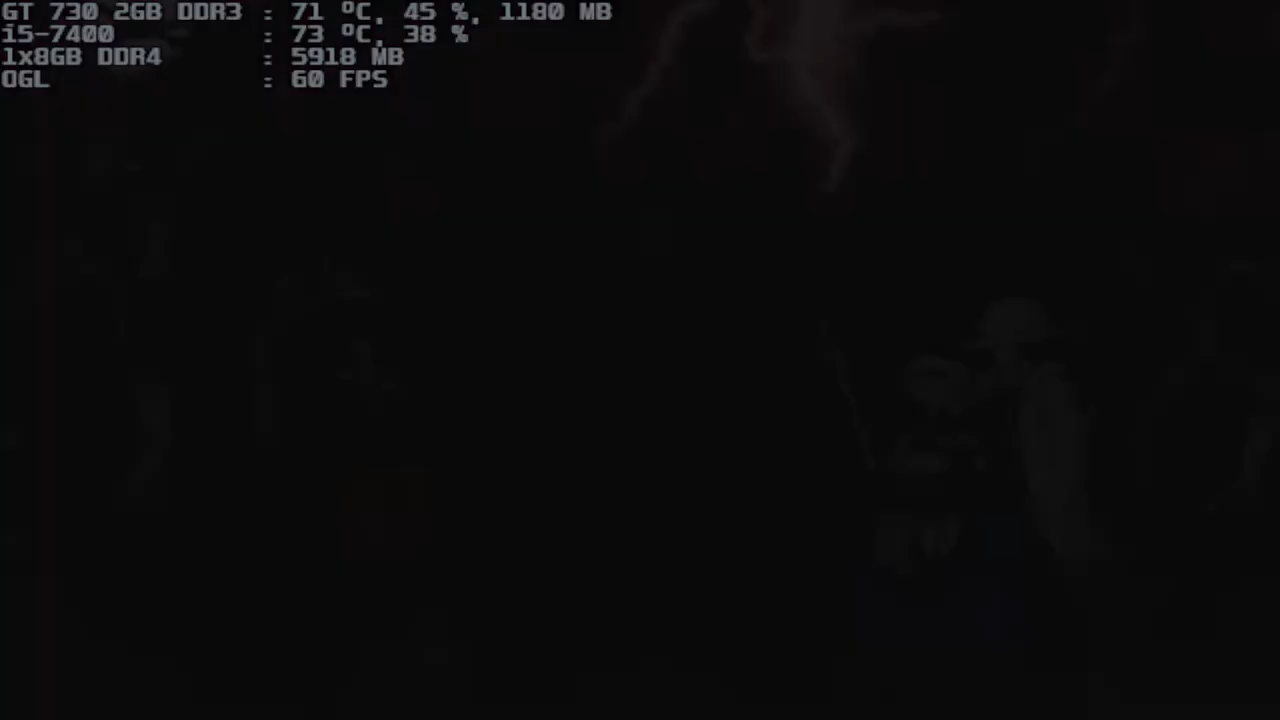 GT 730 2GB DDR3 : 71 ºC, 45 %, 1180 MB
i5-7400 : 73 ºC, 38 %
1x8GB DDR4 : 5918 MB
OGL : 60 FPS